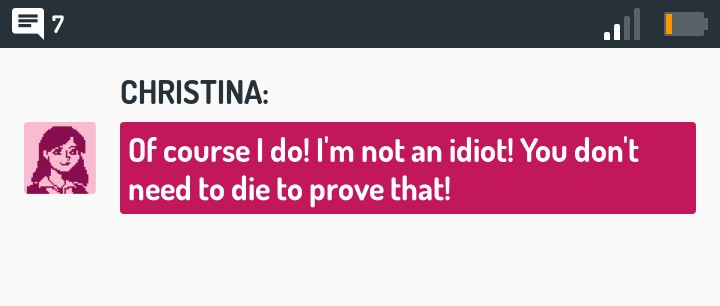 7
CHRISTINA:
Of course I do! I'm not an idiot! You don't
need to die to prove that!